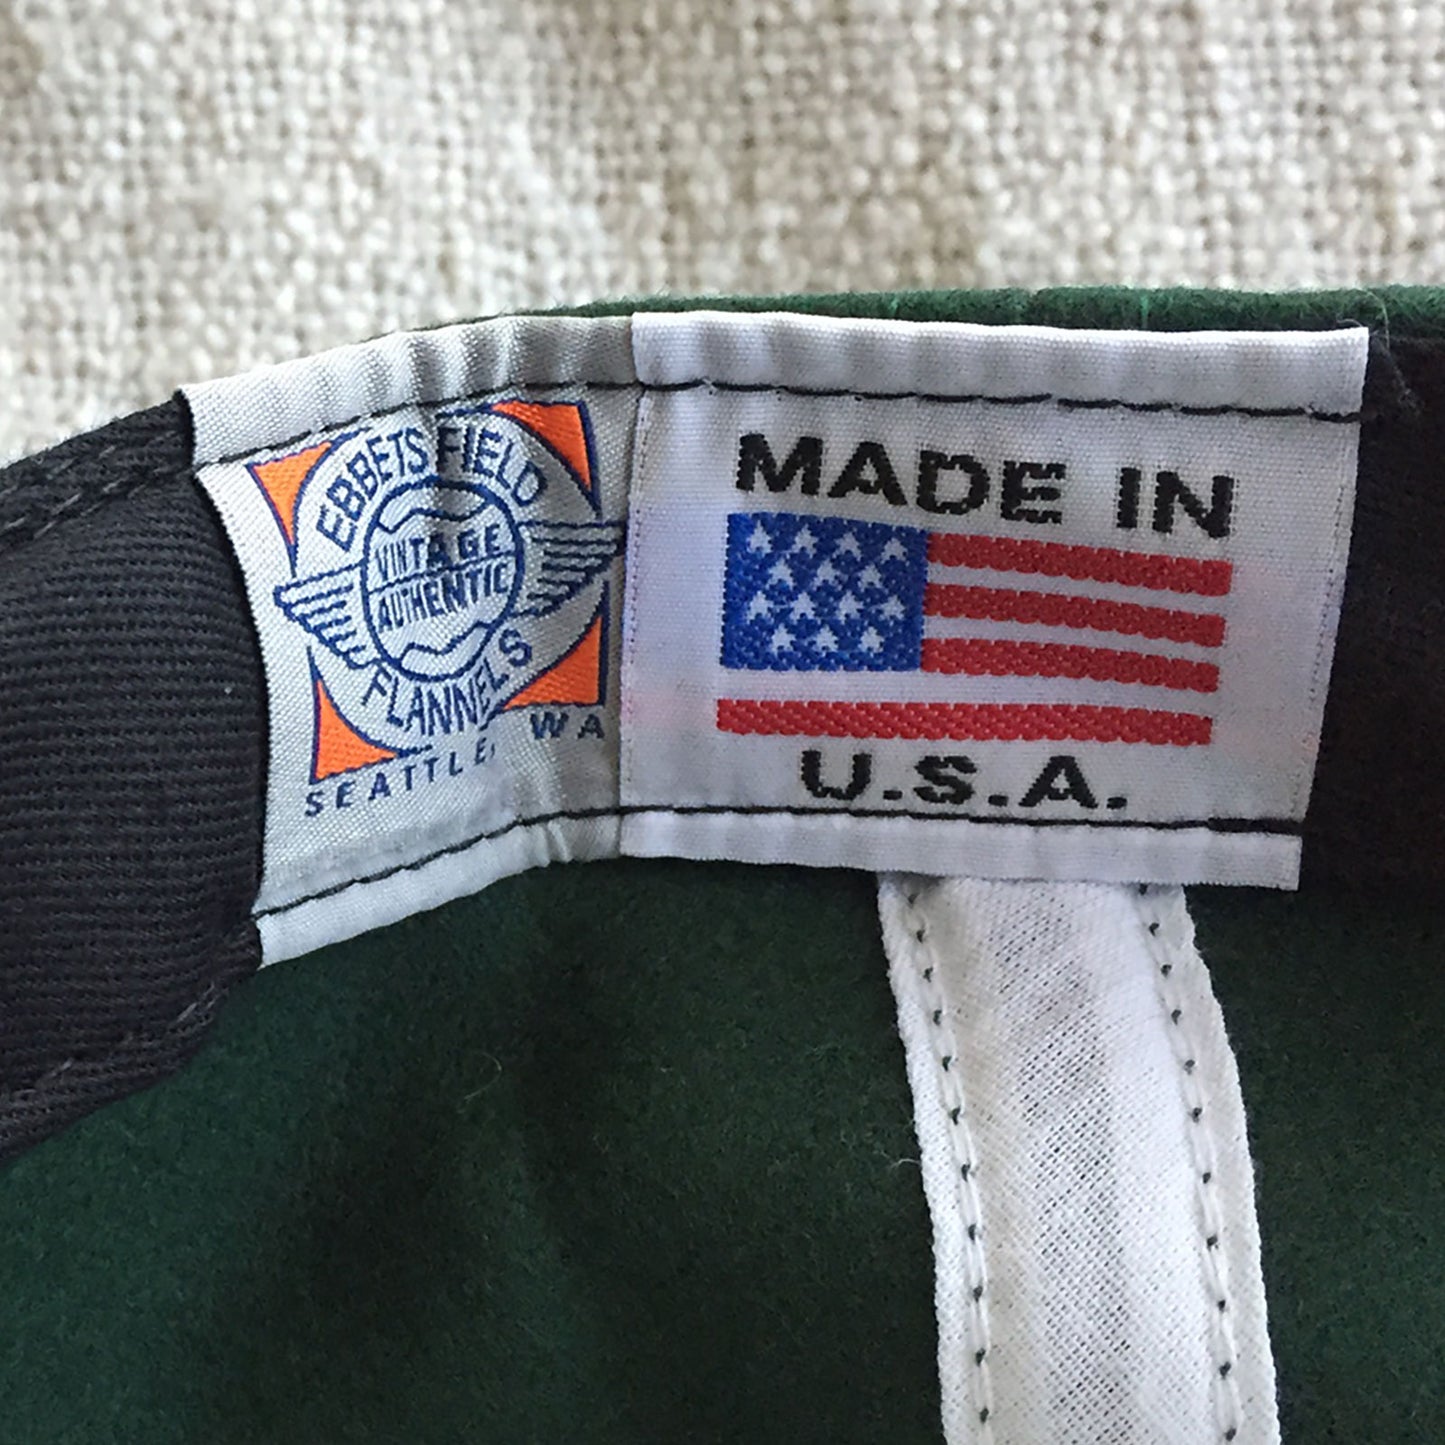 EBBETS FIELD
VINTAGE
AUTHENTIC
FLANNELS
SEATTLE, WA
MADE IN
U.S.A.